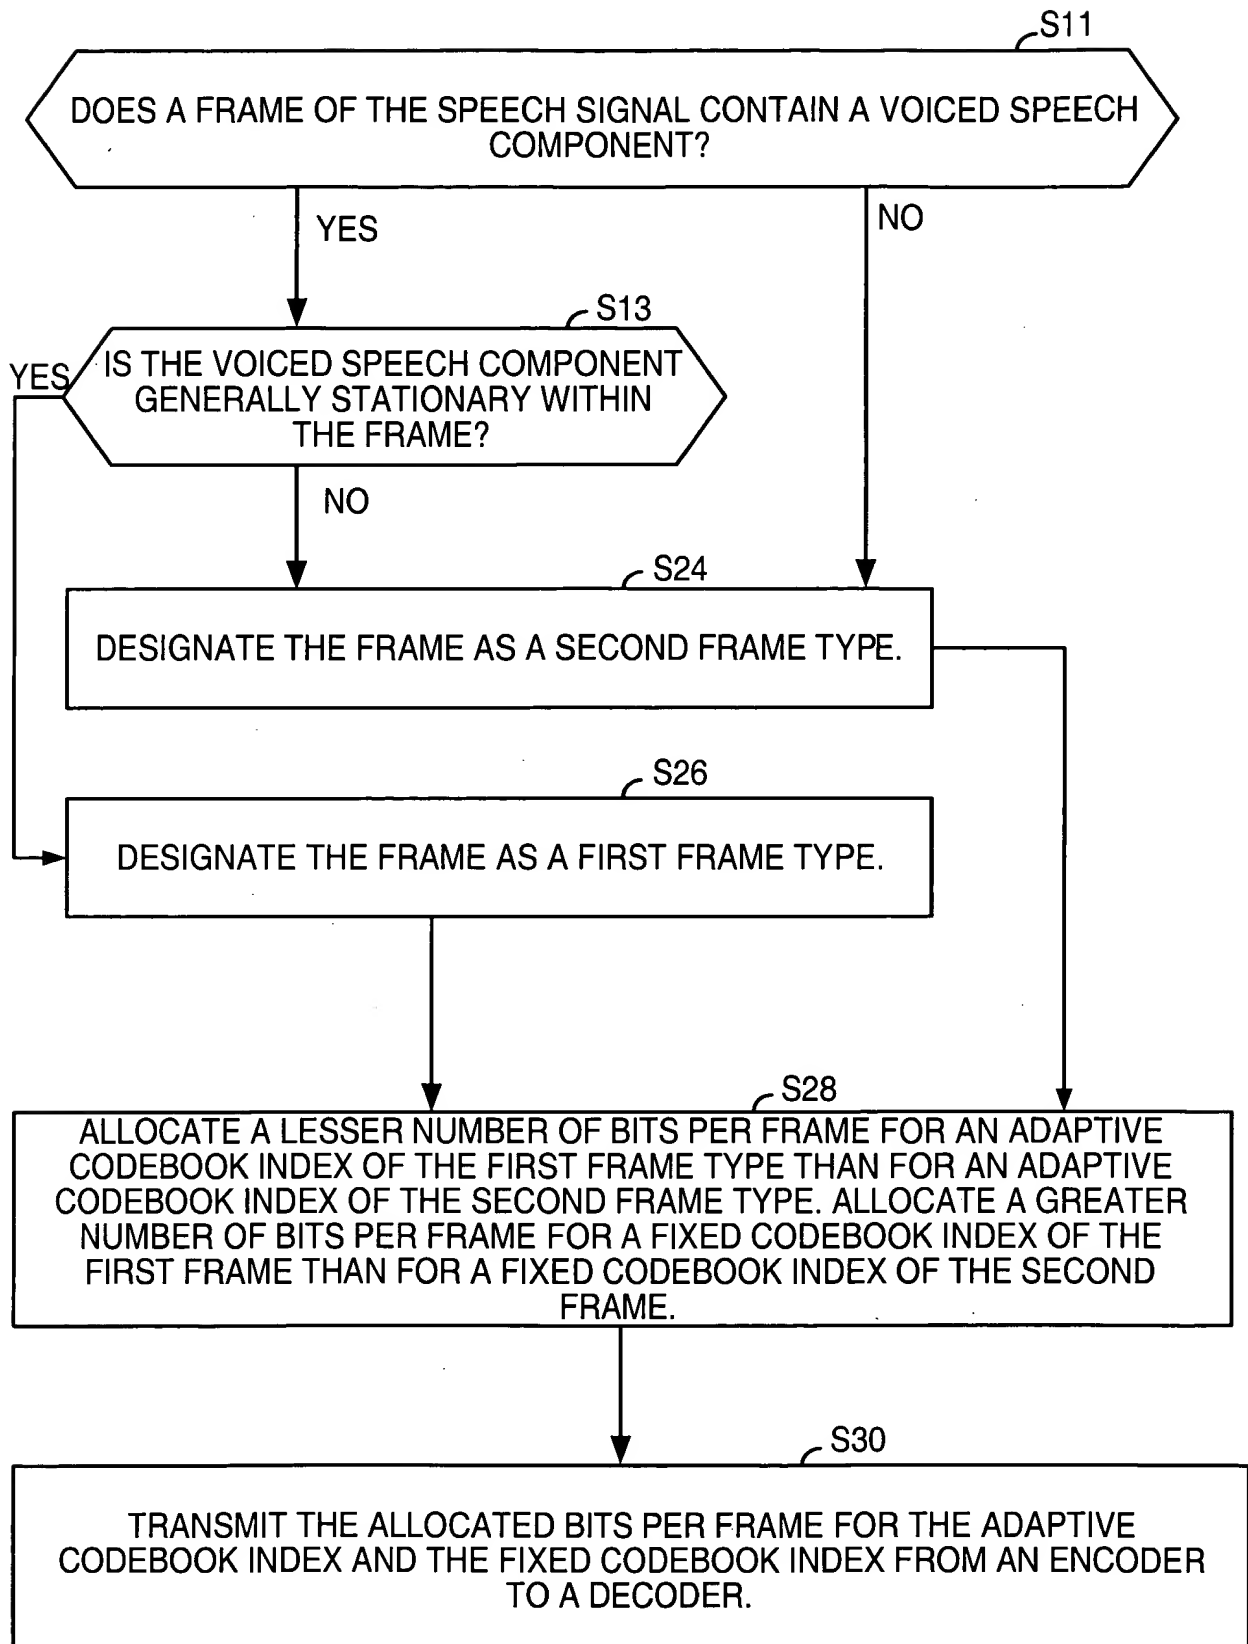 S11
DOES A FRAME OF THE SPEECH SIGNAL CONTAIN A VOICED SPEECH
COMPONENT?
YES
NO
S13
YES
IS THE VOICED SPEECH COMPONENT
GENERALLY STATIONARY WITHIN
THE FRAME?
NO
S24
DESIGNATE THE FRAME AS A SECOND FRAME TYPE.
S26
DESIGNATE THE FRAME AS A FIRST FRAME TYPE.
S28
ALLOCATE A LESSER NUMBER OF BITS PER FRAME FOR AN ADAPTIVE
CODEBOOK INDEX OF THE FIRST FRAME TYPE THAN FOR AN ADAPTIVE
CODEBOOK INDEX OF THE SECOND FRAME TYPE. ALLOCATE A GREATER
NUMBER OF BITS PER FRAME FOR A FIXED CODEBOOK INDEX OF THE
FIRST FRAME THAN FOR A FIXED CODEBOOK INDEX OF THE SECOND
FRAME.
S30
TRANSMIT THE ALLOCATED BITS PER FRAME FOR THE ADAPTIVE
CODEBOOK INDEX AND THE FIXED CODEBOOK INDEX FROM AN ENCODER
TO A DECODER.